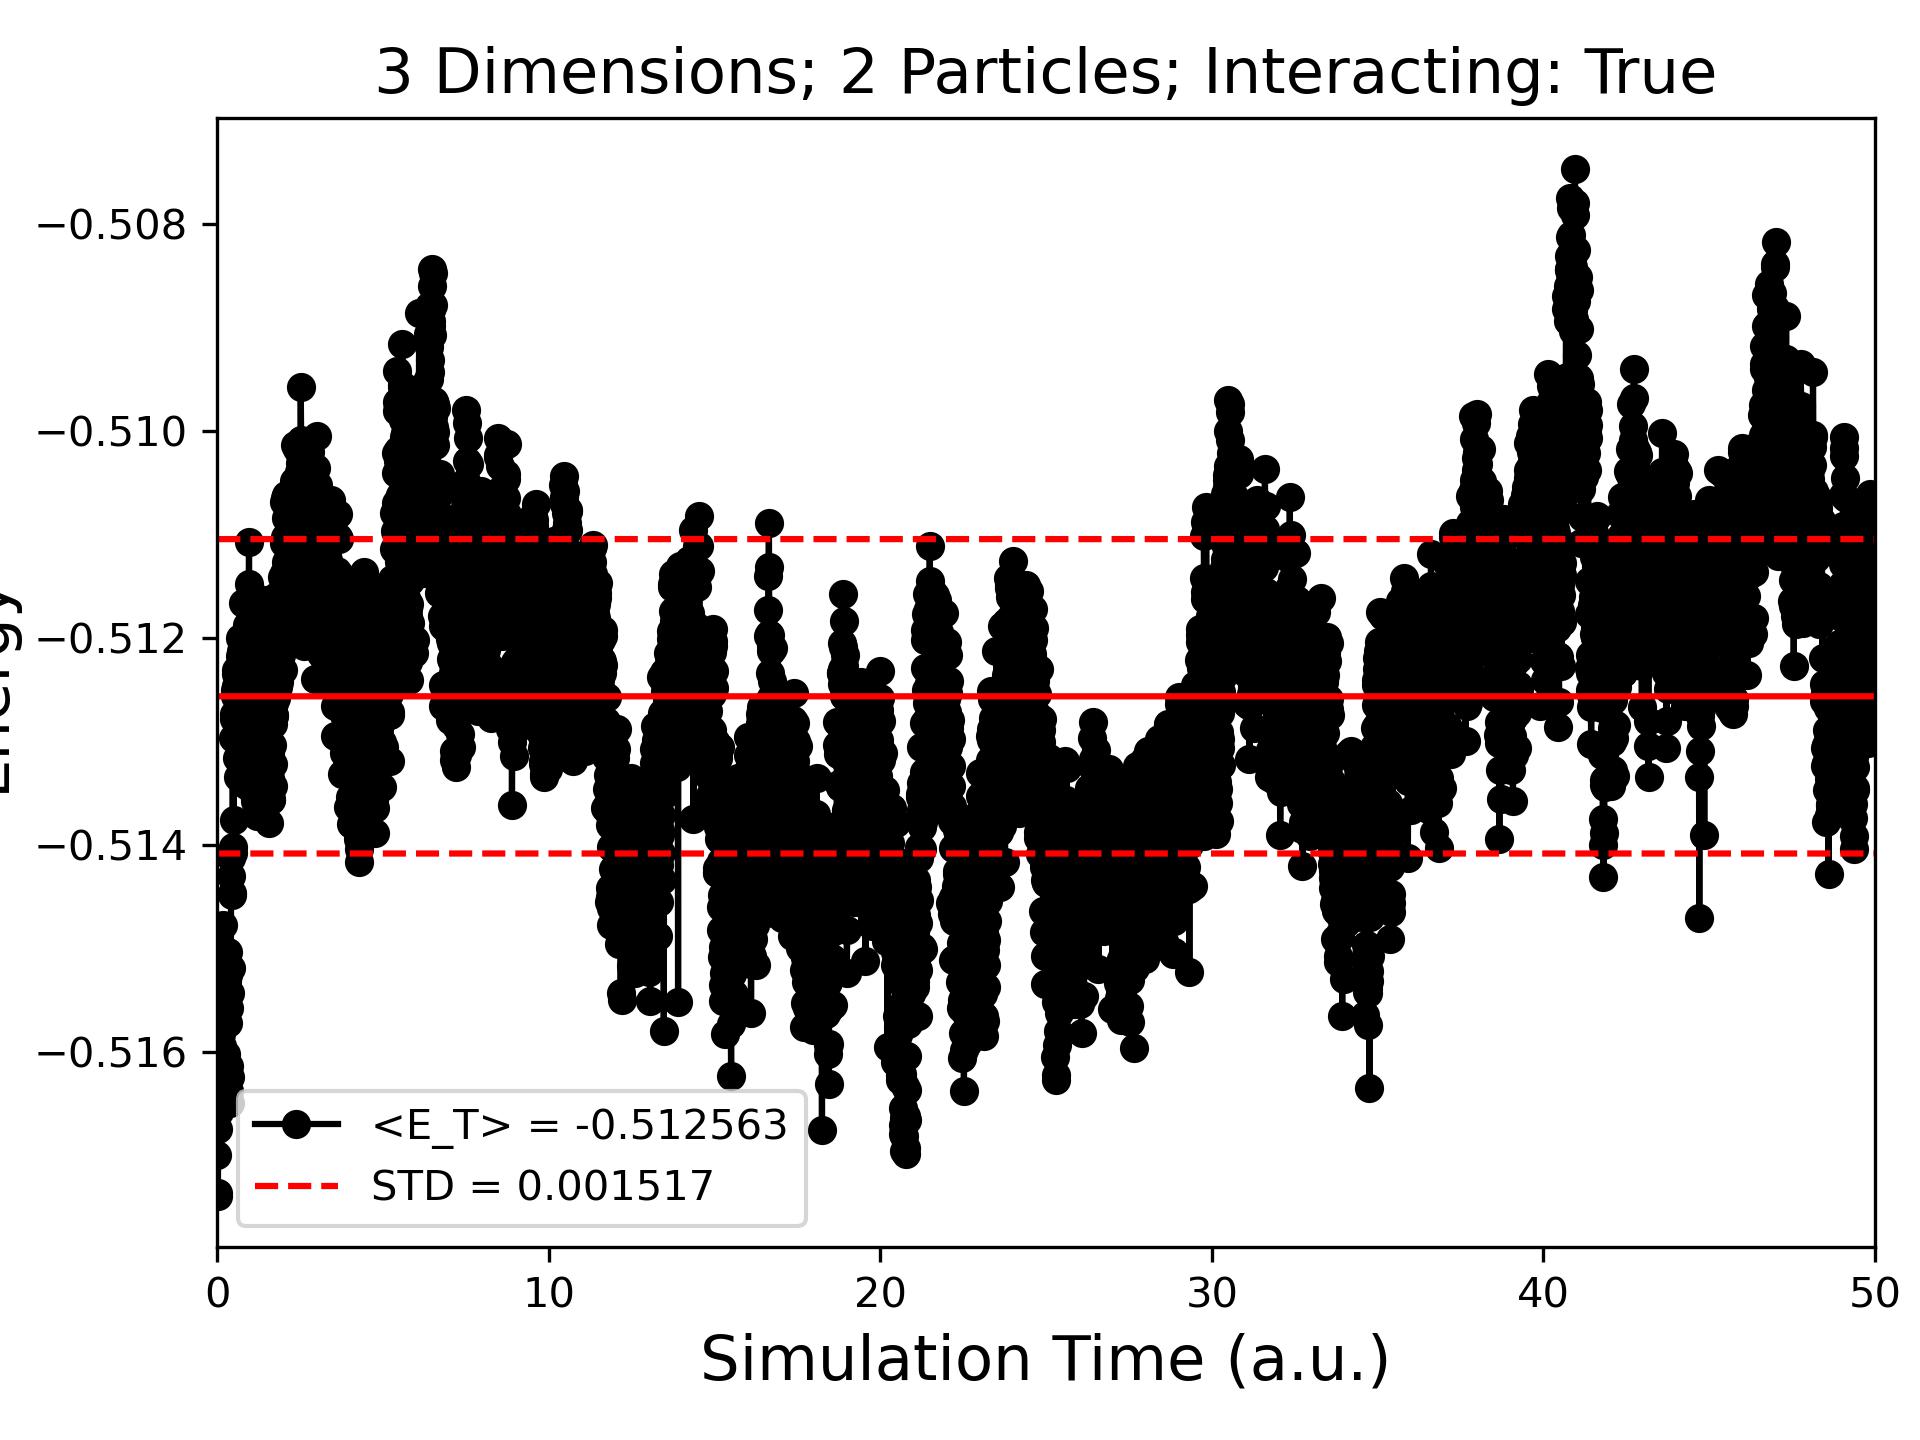 3 Dimensions; 2 Particles; Interacting: True
Energy
−0.508
−0.510
−0.512
−0.514
−0.516
<E_T> = -0.512563
STD = 0.001517
0 10 20 30 40 50
Simulation Time (a.u.)